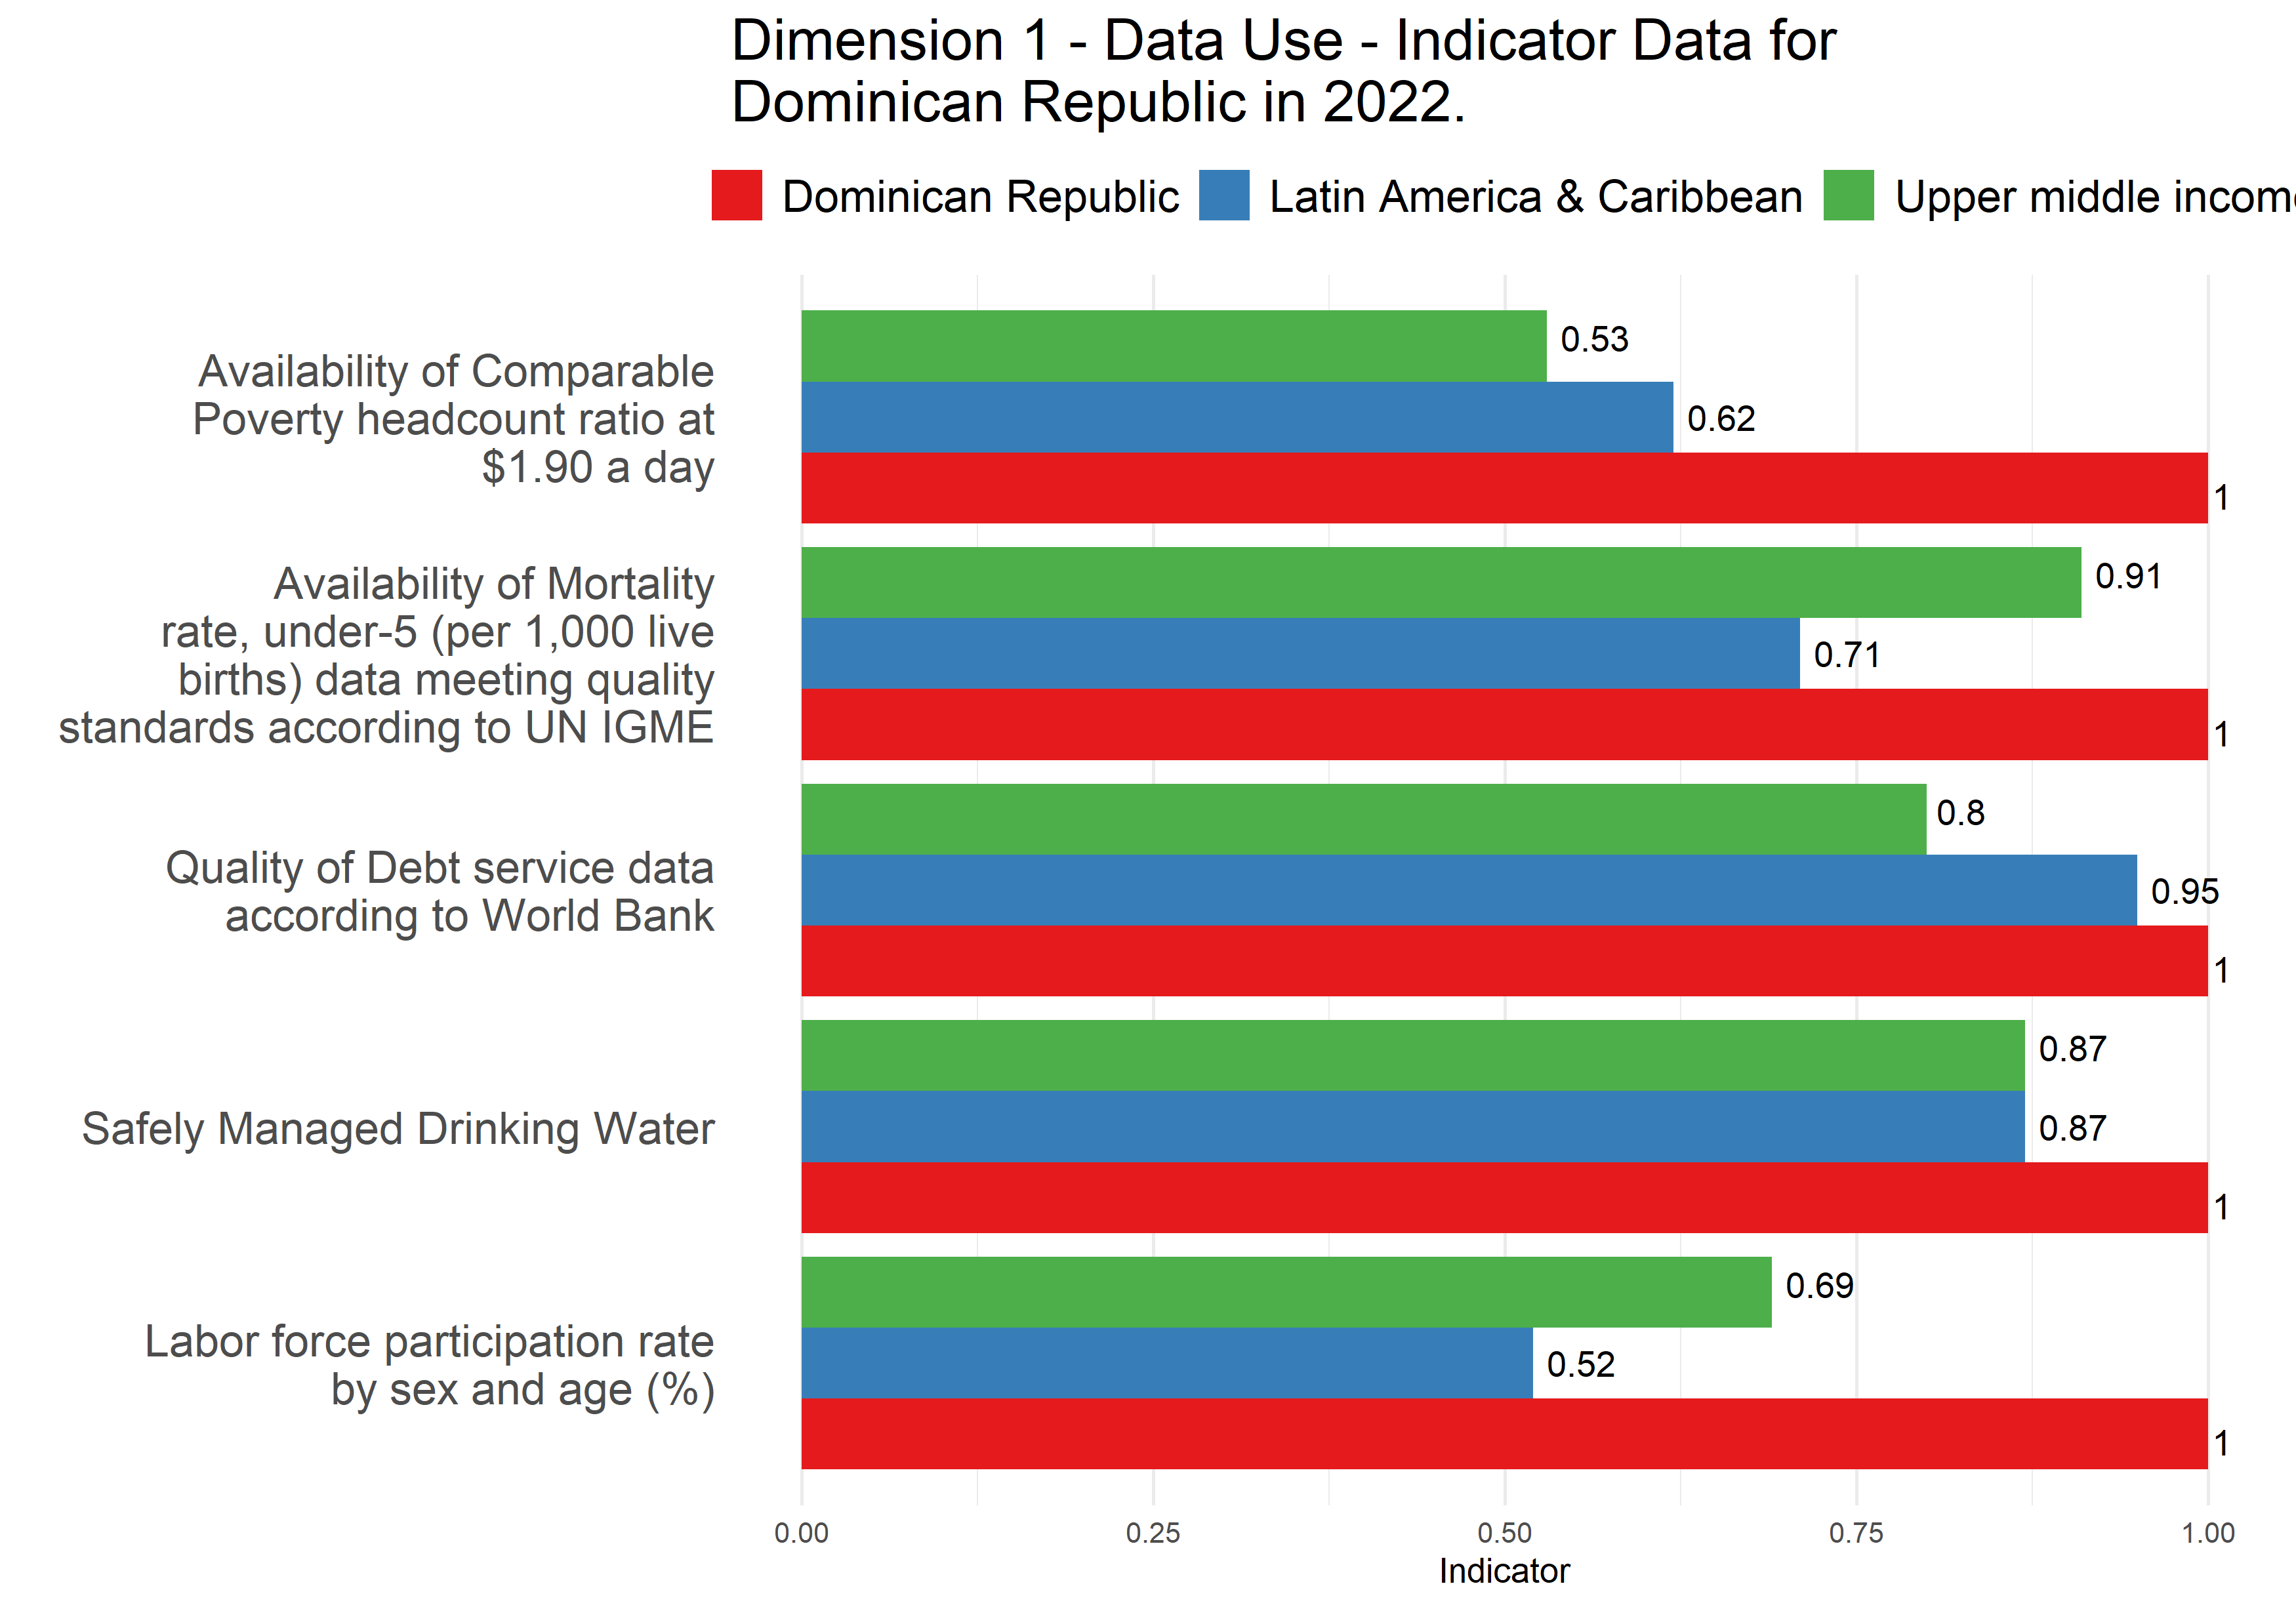 Dimension 1 - Data Use - Indicator Data for
Dominican Republic in 2022.
Dominican Republic
Latin America & Caribbean
Upper middle
0.53
Availability of Comparable
Poverty headcount ratio at
$1.90 a day
0.62
1
0.91
Availability of Mortality
rate, under-5 (per 1,000 live
births) data meeting quality
standards according to UN IGME
0.71
1
0.8
Quality of Debt service data
according to World Bank
0.95
1
0.87
Safely Managed Drinking Water
0.87
1
0.69
Labor force participation rate
by sex and age (%)
0.52
1
0.00
0.25
0.50
0.75
1.00
Indicator